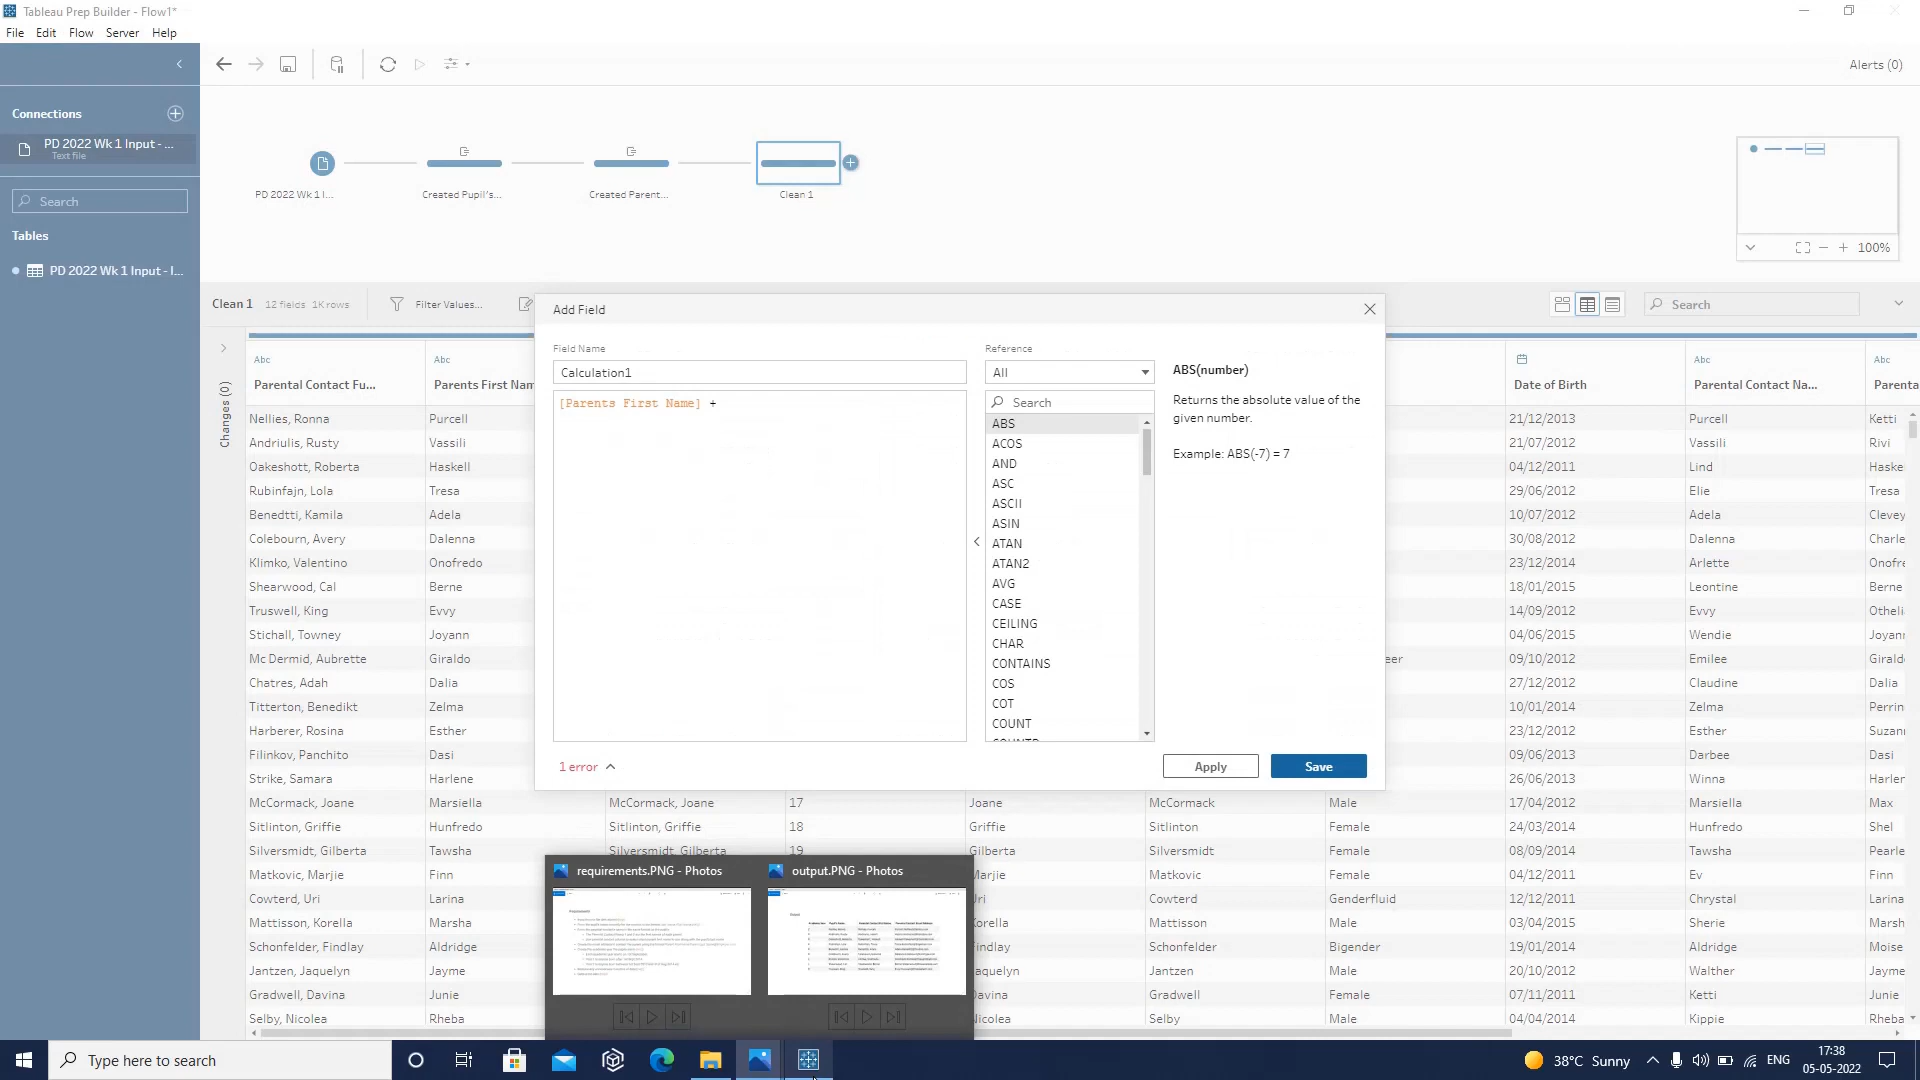 Tableau Prep Builder - Flow1*
File Edit Flow Server Help
Alerts (0)
Connections
PD 2022 Wk 1 Input - ...
Text file
Search
Tables
PD 2022 Wk 1 Input - I...
PD 2022 Wk 1 I...
Created Pupil's...
Created Parent...
Clean 1
100%
Clean 1 12 fields 1K rows Filter Values...
Search
Changes (0)
Abc Abc Abc Abc
Parental Contact Fu... Parents First Nam Date of Birth Parental Contact Na... Parenta
Nellies, Ronna Purcell 21/12/2013 Purcell Ketti
Andriulis, Rusty Vassili 21/07/2012 Vassili Rivi
Oakeshott, Roberta Haskell 04/12/2011 Lind Haske
Rubinfajn, Lola Tresa 29/06/2012 Elie Tresa
Benedtti, Kamila Adela 10/07/2012 Adela Clevey
Colebourn, Avery Dalenna 30/08/2012 Dalenna Charle
Klimko, Valentino Onofredo 23/12/2014 Arlette Onofre
Shearwood, Cal Berne 18/01/2015 Leontine Berne
Truswell, King Evvy 14/09/2012 Evvy Otheli
Stichall, Towney Joyann 04/06/2015 Wendie Joyann
Mc Dermid, Aubrette Giraldo eer 09/10/2012 Emilee Girald
Chatres, Adah Dalia 27/12/2012 Claudine Dalia
Titterton, Benedikt Zelma 10/01/2014 Zelma Perrin
Harberer, Rosina Esther 02/12/2012 Esther Suzan
Filinkov, Panchito Dasi 09/06/2013 Darbee Dasi
Strike, Samara Harlene 26/06/2013 Winna Harler
McCormack, Joane Marsiella McCormack, Joane 17 Joane McCormack Male 17/04/2012 Marsiella Max
Sitlinton, Griffie Hunfredo Sitlinton, Griffie 18 Griffie Sitlinton Female 24/03/2014 Hunfredo Shel
Silversmidt, Gilberta Tawsha Silversmidt, Gilberta 19 Gilberta Silversmidt Female 08/09/2014 Tawsha Pearle
Matkovic, Marjie Finn Marjie Matkovic Female 04/12/2011 Ev Finn
Cowterd, Uri Larina Uri Cowterd Genderfluid 12/12/2012 Chrystal Larina
Mattisson, Korella Marsha Mattisson Male 03/04/2015 Sherie Marsh
Schonfelder, Findlay Aldridge Findlay Schonfelder Bigender 19/01/2014 Aldridge Moise
Jantzen, Jaquelyn Jayme Jaquelyn Jantzen Male 20/10/2012 Walther Jayme
Gradwell, Davina Junie Davina Gradwell Female 07/11/2011 Ketti Junie
Selby, Nicolea Rheba Nicolea Selby Male 04/04/2014 Kippie Rheba
Add Field
Field Name
Calculation1
[Parents First Name] +
Reference
All
Search
ABS
ACOS
AND
ASC
ASCII
ASIN
ATAN
ATAN2
AVG
CASE
CEILING
CHAR
CONTAINS
COS
COT
COUNT
COUNTD
ABS(number)
Returns the absolute value of the
given number.
Example: ABS(-7) = 7
1 error
Apply Save
requirements.PNG - Photos output.PNG - Photos
Type here to search
38°C Sunny ENG
17:38
05-05-2022